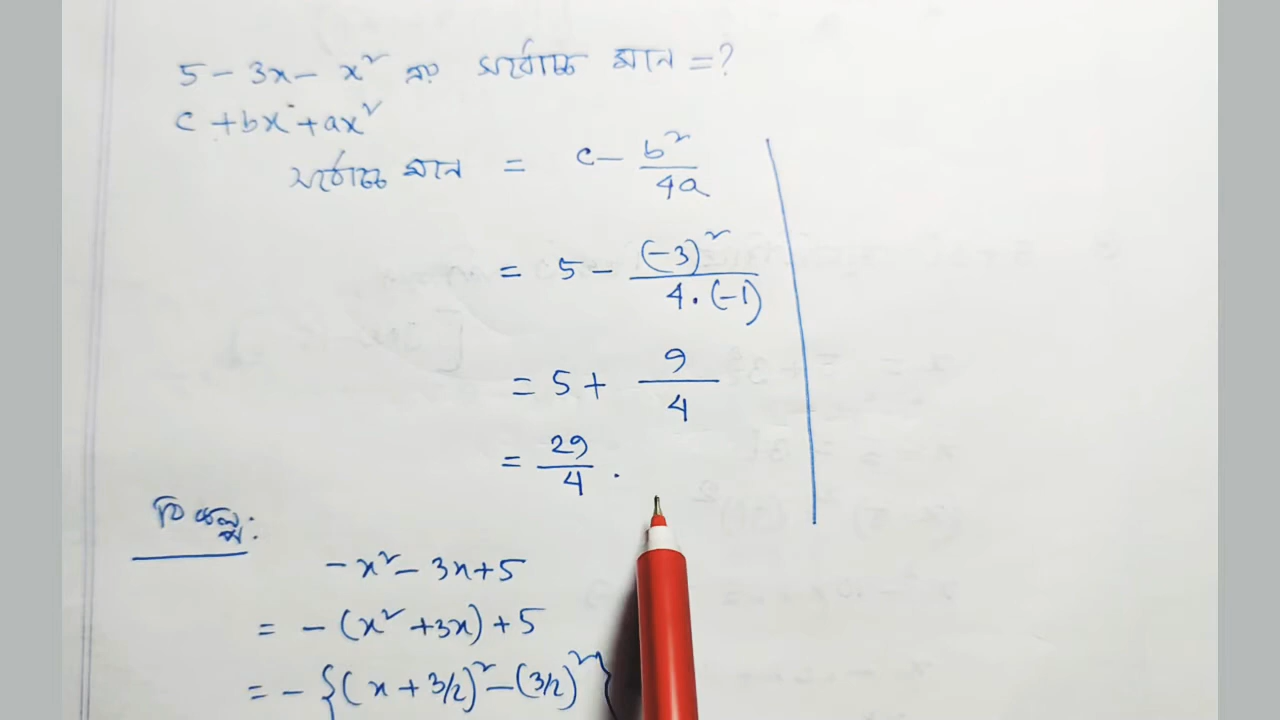 5 - 3x - x² এর সর্বোচ্চ মান = ?
c + bx + ax²
সর্বোচ্চ মান = c - b²/4a
= 5 - (-3)²/4.(-1)
= 5 + 9/4
= 29/4 .
বিকল্প:
-x² - 3x + 5
= - (x² + 3x) + 5
= - {(x + 3/2)² - (3/2)²}